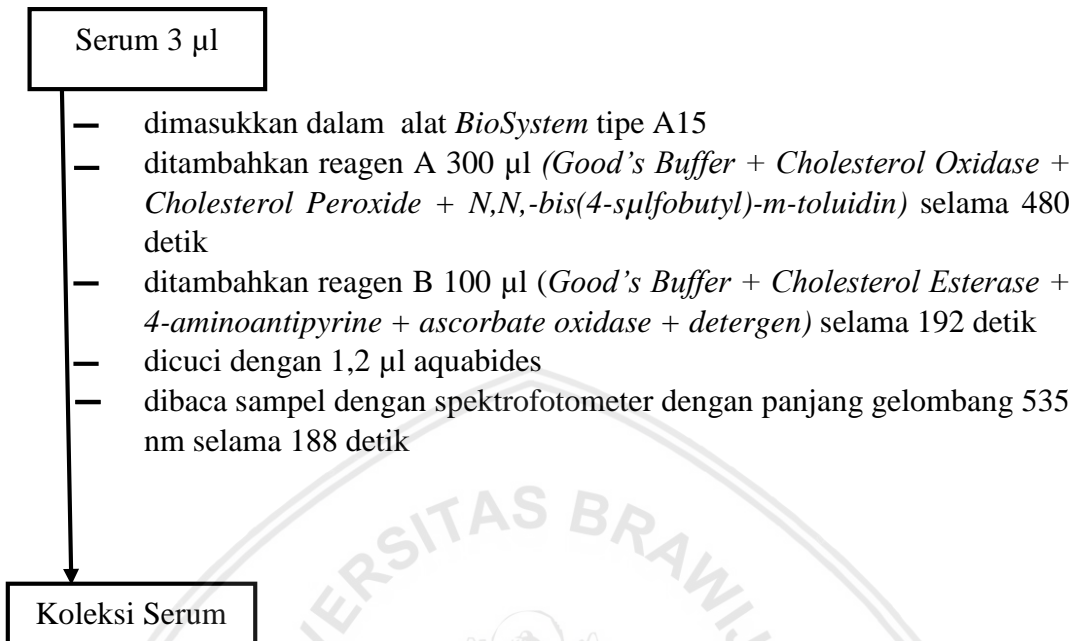 Serum 3 µl
dimasukkan dalam alat BioSystem tipe A15
ditambahkan reagen A 300 µl (Good's Buffer + Cholesterol Oxidase +
Cholesterol Peroxide + N,N,-bis(4-sµlfobutyl)-m-toluidin) selama 480
detik
ditambahkan reagen B 100 µl (Good's Buffer + Cholesterol Esterase +
4-aminoantipyrine + ascorbate oxidase + detergen) selama 192 detik
dicuci dengan 1,2 µl aquabides
dibaca sampel dengan spektrofotometer dengan panjang gelombang 535
nm selama 188 detik
ERSITAS BRAWIJ
Koleksi Serum